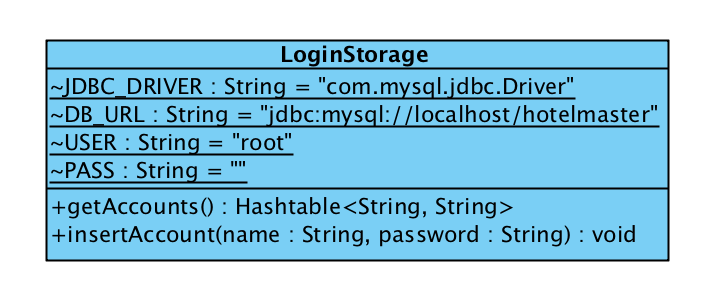 LoginStorage
~JDBC_DRIVER : String = "com.mysql.jdbc.Driver"
~DB_URL : String = "jdbc:mysql://localhost/hotelmaster"
~USER : String = "root"
~PASS : String = ""
+getAccounts() : Hashtable<String, String>
+insertAccount(name : String, password : String) : void